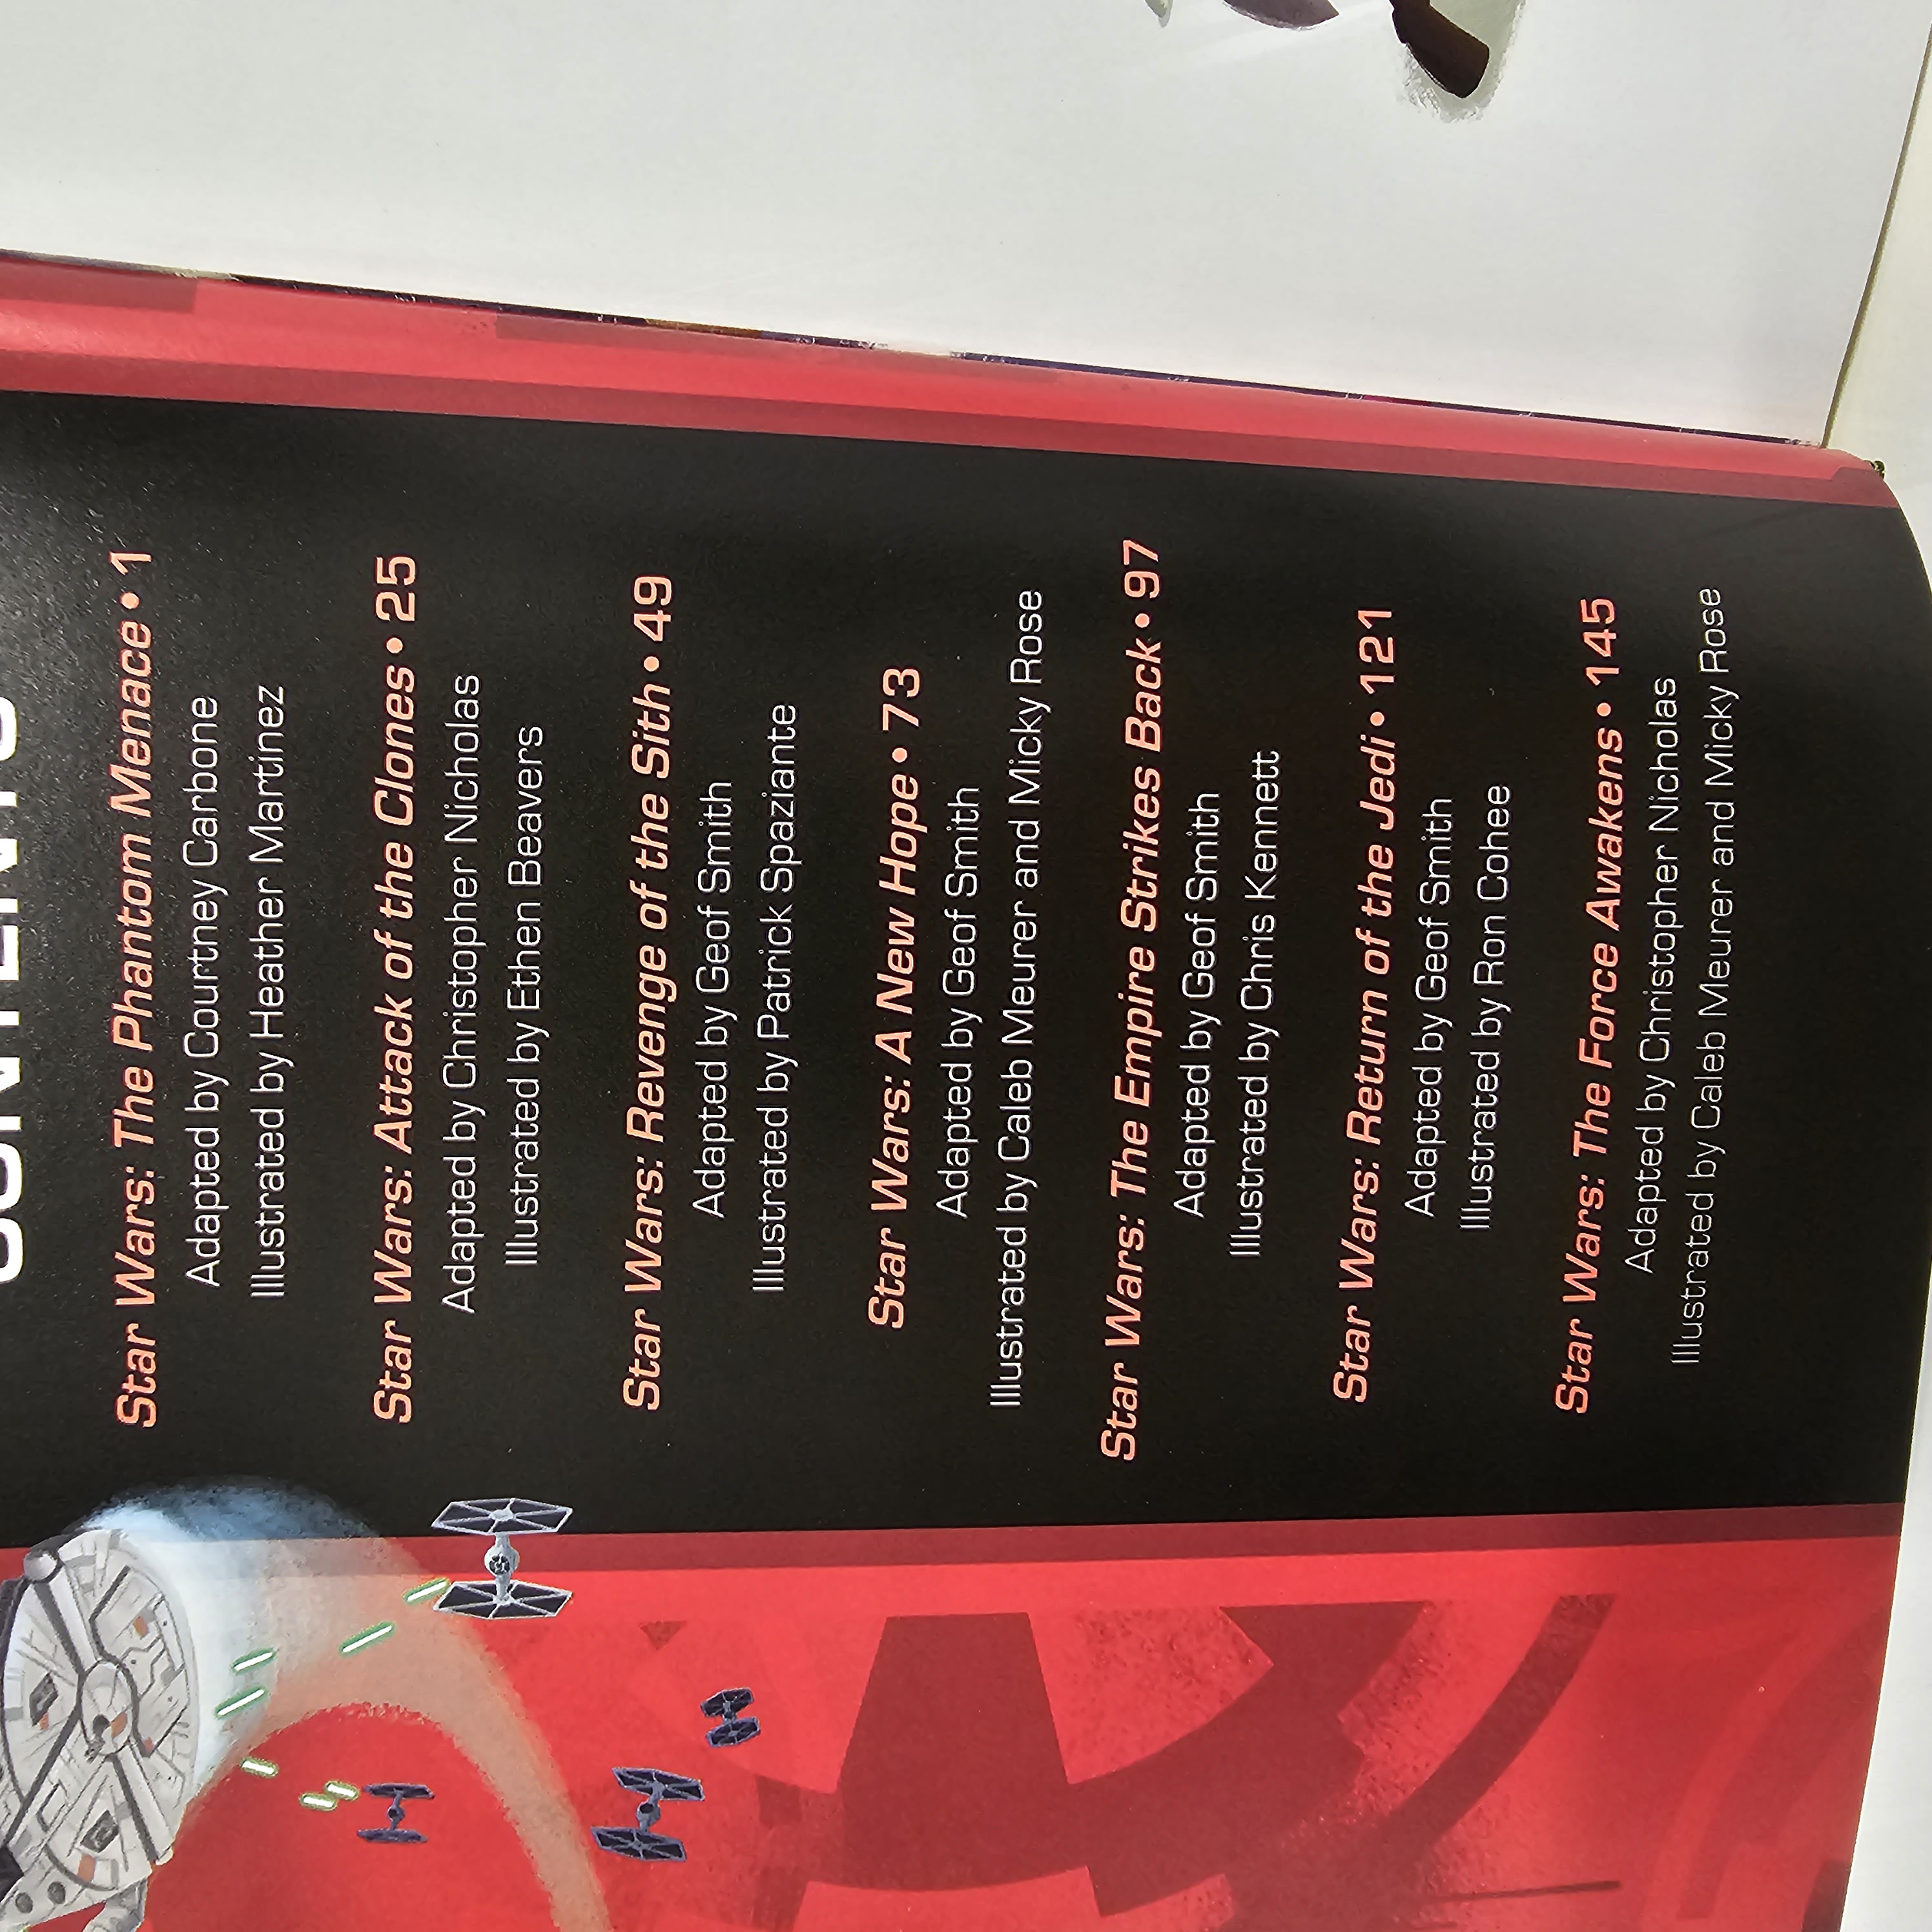 CONTENTS
Star Wars: The Phantom Menace • 1
Adapted by Courtney Carbone
Illustrated by Heather Martinez
Star Wars: Attack of the Clones • 25
Adapted by Christopher Nicholas
Illustrated by Ethen Beavers
Star Wars: Revenge of the Sith • 49
Adapted by Geof Smith
Illustrated by Patrick Spaziante
Star Wars: A New Hope • 73
Adapted by Geof Smith
Illustrated by Caleb Meurer and Micky Rose
Star Wars: The Empire Strikes Back • 97
Adapted by Geof Smith
Illustrated by Chris Kennett
Star Wars: Return of the Jedi • 121
Adapted by Geof Smith
Illustrated by Ron Cohee
Star Wars: The Force Awakens • 145
Adapted by Christopher Nicholas
Illustrated by Caleb Meurer and Micky Rose